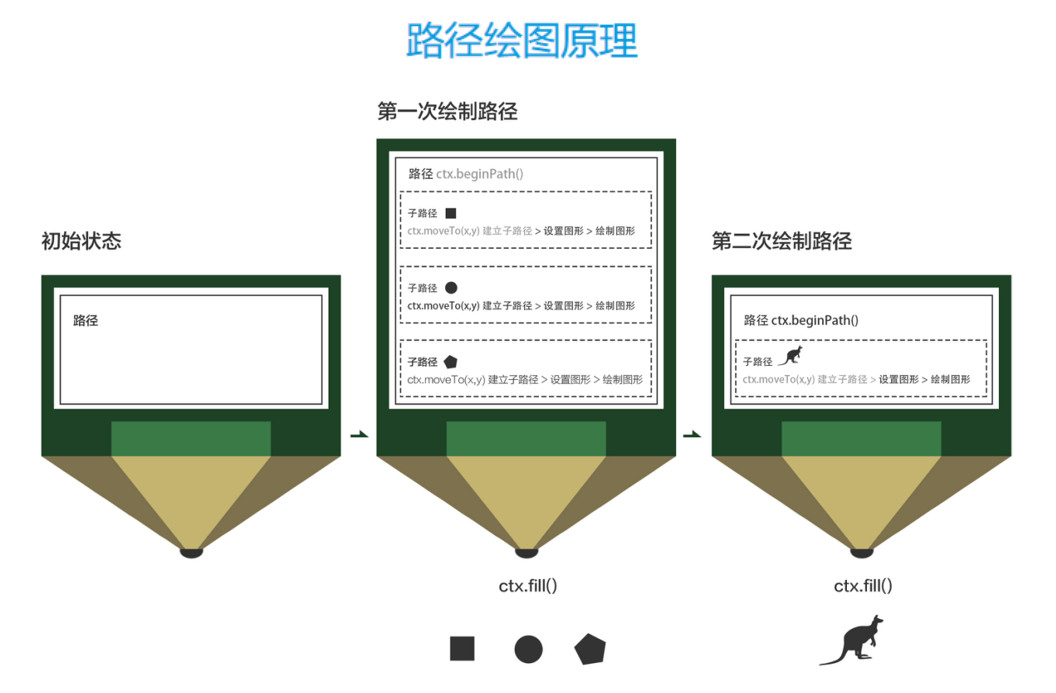 路径绘图原理
初始状态
路径
第一次绘制路径
路径 ctx.beginPath()
子路径
ctx.moveTo(x,y) 建立子路径 > 设置图形 > 绘制图形
子路径
ctx.moveTo(x,y) 建立子路径 > 设置图形 > 绘制图形
子路径
ctx.moveTo(x,y) 建立子路径 > 设置图形 > 绘制图形
ctx.fill()
第二次绘制路径
路径 ctx.beginPath()
子路径
ctx.moveTo(x,y) 建立子路径 > 设置图形 > 绘制图形
ctx.fill()